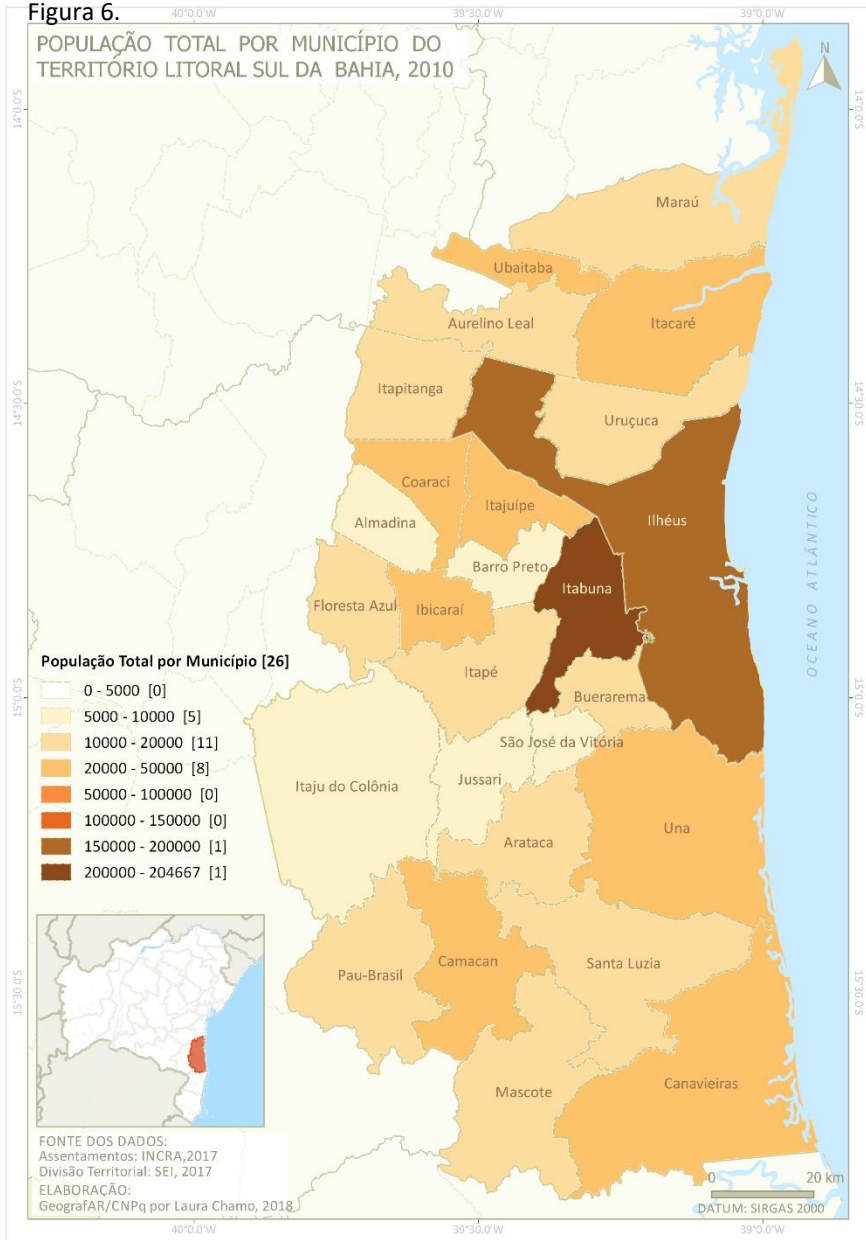 Figura 6.
POPULAÇÃO TOTAL POR MUNICÍPIO DO
TERRITÓRIO LITORAL SUL DA BAHIA, 2010
40°0.0'W
39°30.0'W
39°0.0'W
N
14°0.0'S
14°0.0'S
Maraú
Ubaitaba
Itacaré
Aurelino Leal
Itapitanga
14°30.0'S
14°30.0'S
Uruçuca
Coaraci
Itajuípe
Ilhéus
Almadina
Barro Preto
Itabuna
Floresta Azul
Ibicaraí
OCEANO ATLÂNTICO
Itapé
Buerarema
15°0.0'S
15°0.0'S
São José da Vitória
Jussari
Itaju do Colônia
Una
Arataca
População Total por Município [26]
0 - 5000 [0]
5000 - 10000 [5]
10000 - 20000 [11]
20000 - 50000 [8]
50000 - 100000 [0]
100000 - 150000 [0]
150000 - 200000 [1]
200000 - 204667 [1]
Camacan
Santa Luzia
Pau-Brasil
15°30.0'S
15°30.0'S
Canavieiras
Mascote
FONTE DOS DADOS:
Assentamentos: INCRA,2017
Divisão Territorial: SEI, 2017
ELABORAÇÃO:
GeografAR/CNPq por Laura Chamo, 2018
0 20 km
DATUM: SIRGAS 2000
40°0.0'W
39°30.0'W
39°0.0'W